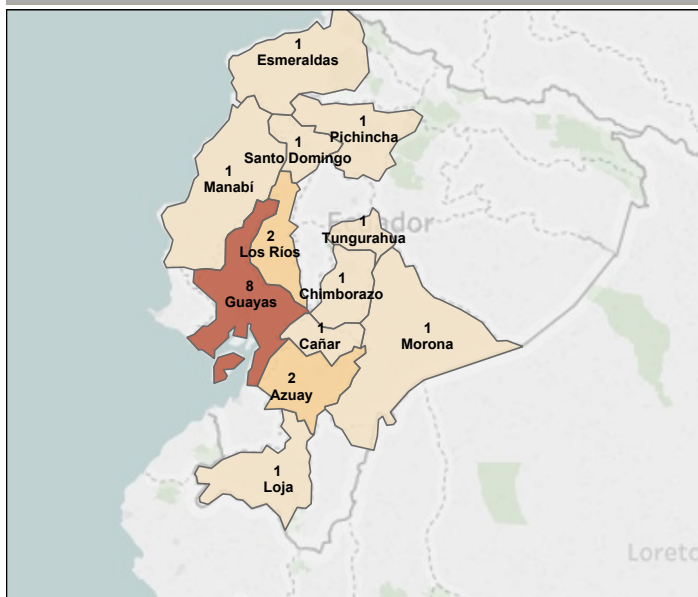 1
Esmeraldas
1
Pichincha
1
Santo Domingo
1
Manabí
Ecuador
1
Tungurahua
2
Los Ríos
1
Chimborazo
8
Guayas
1
Cañar
1
Morona
2
Azuay
1
Loja
Loreto